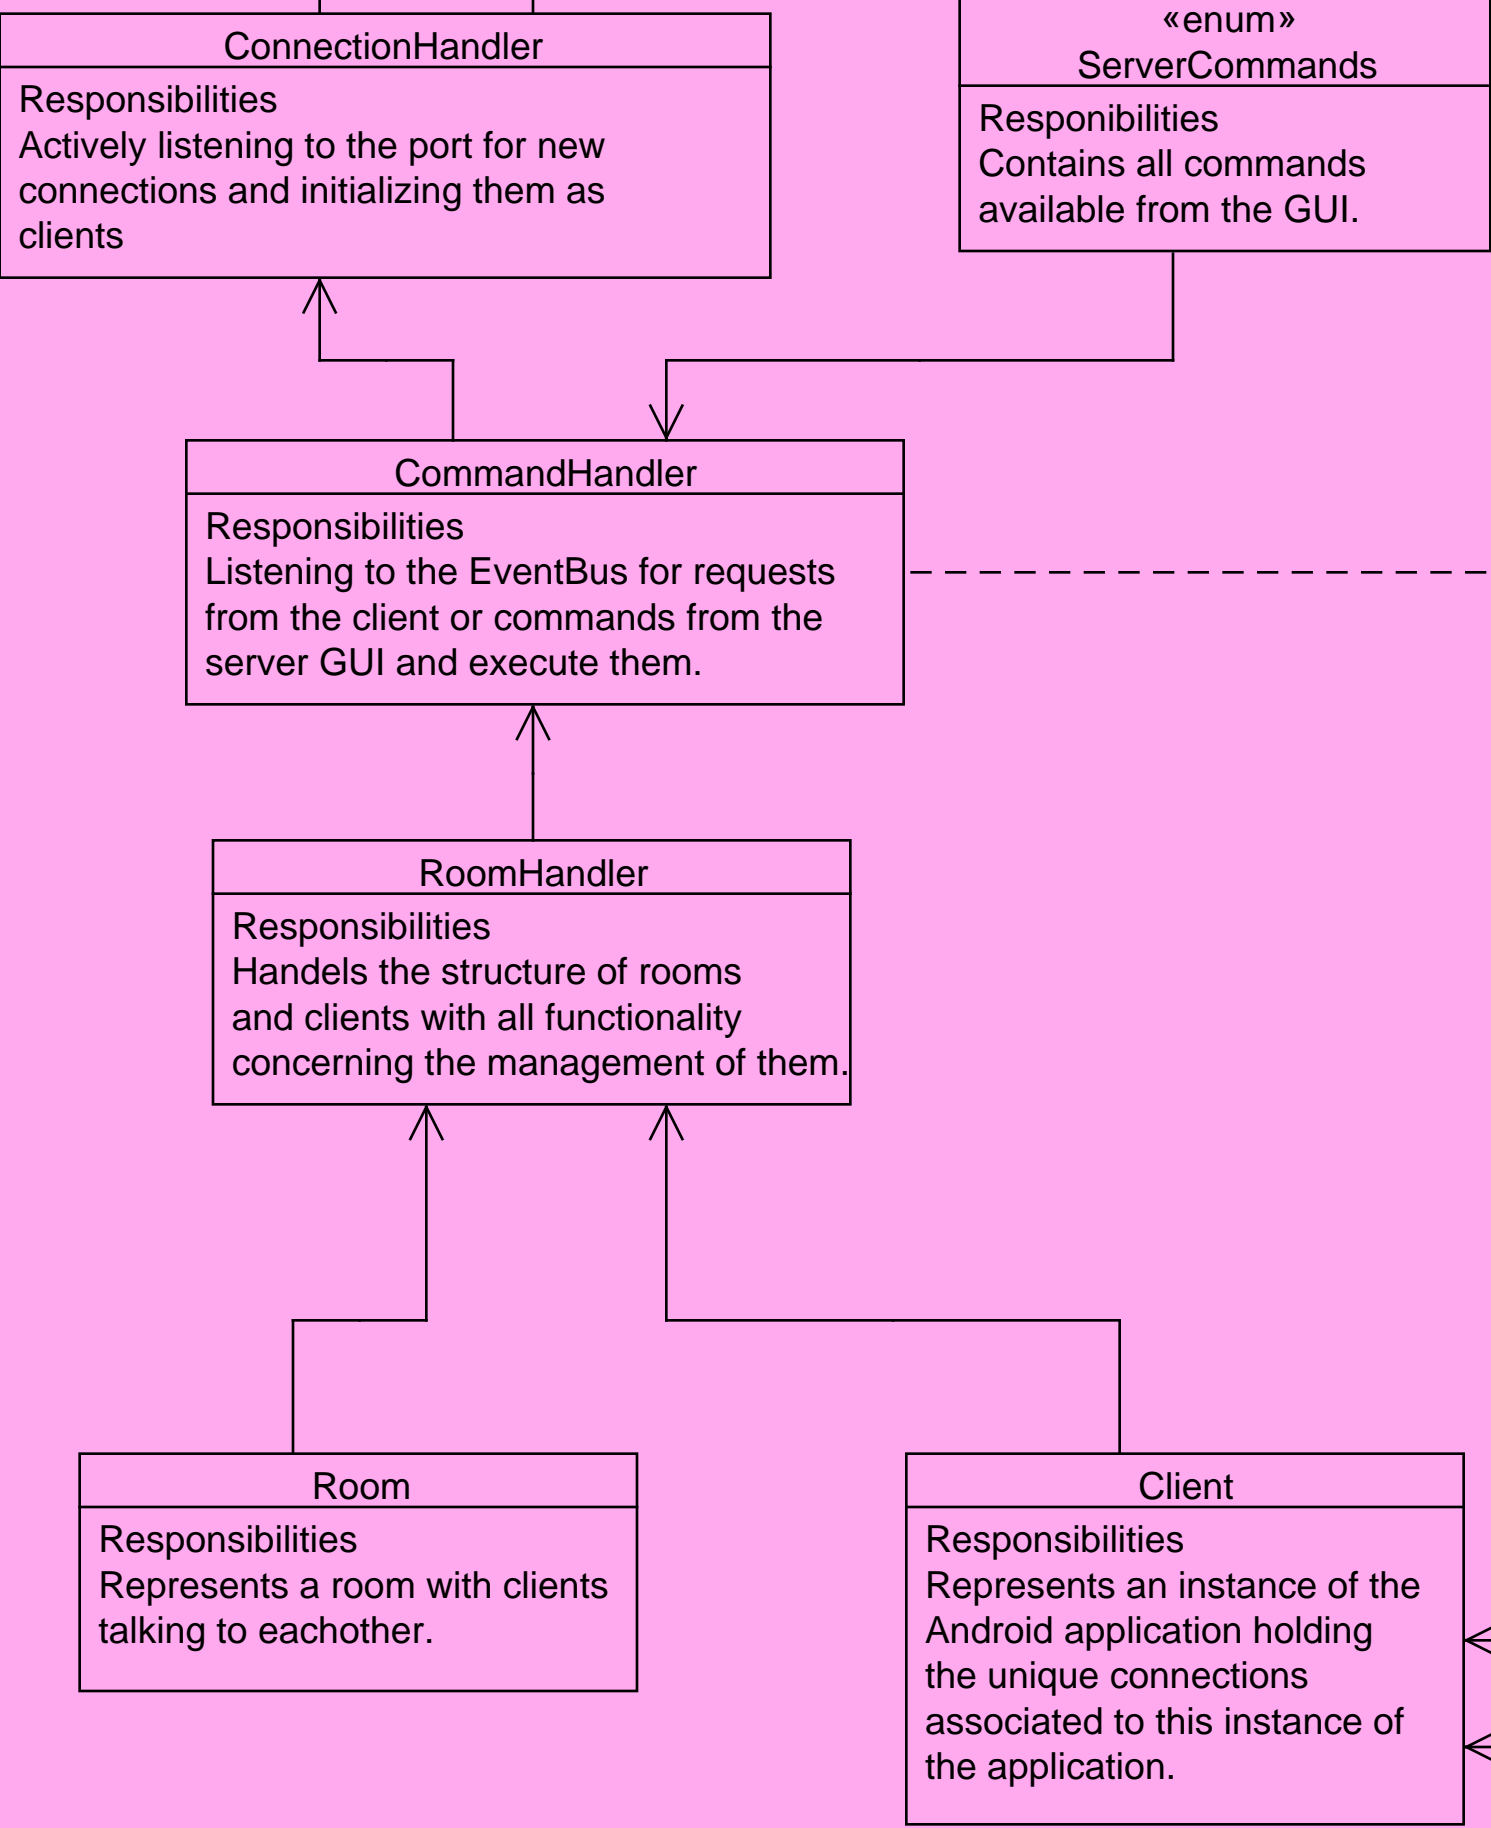 ConnectionHandler
Responsibilities
Actively listening to the port for new
connections and initializing them as
clients
«enum»
ServerCommands
Responibilities
Contains all commands
available from the GUI.
CommandHandler
Responsibilities
Listening to the EventBus for requests
from the client or commands from the
server GUI and execute them.
RoomHandler
Responsibilities
Handels the structure of rooms
and clients with all functionality
concerning the management of them.
Room
Responsibilities
Represents a room with clients
talking to eachother.
Client
Responsibilities
Represents an instance of the
Android application holding
the unique connections
associated to this instance of
the application.